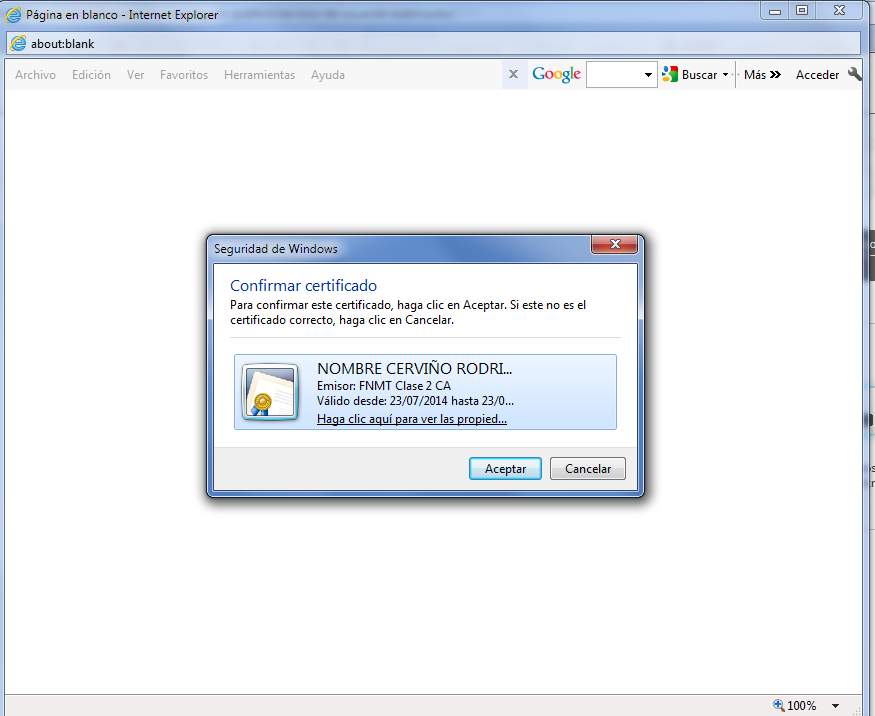 Página en blanco - Internet Explorer
about:blank
Archivo Edición Ver Favoritos Herramientas Ayuda X Google Buscar Más Acceder
Seguridad de Windows
Confirmar certificado
Para confirmar este certificado, haga clic en Aceptar. Si este no es el
certificado correcto, haga clic en Cancelar.
NOMBRE CERVIÑO RODRI...
Emisor: FNMT Clase 2 CA
Válido desde: 23/07/2014 hasta 23/0...
Haga clic aquí para ver las propied...
Aceptar Cancelar
100%